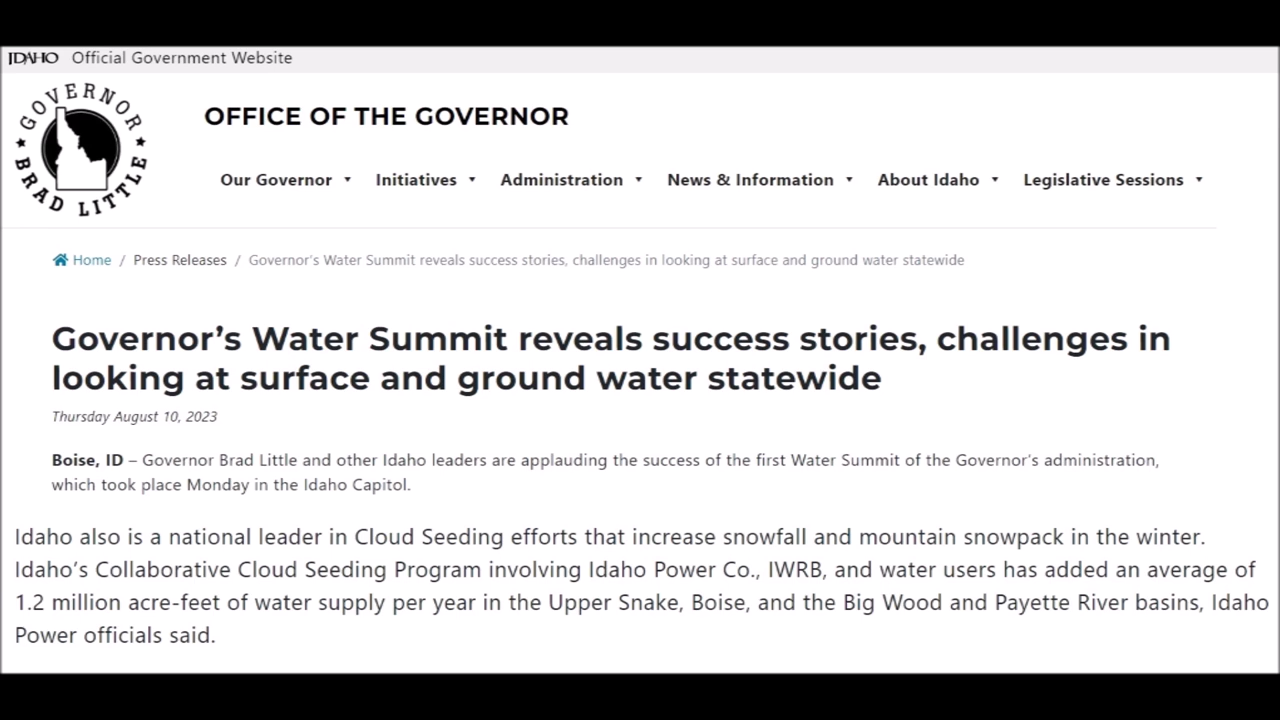 IDAHO Official Government Website
GOVERNOR BRAD LITTLE
OFFICE OF THE GOVERNOR
Our Governor Initiatives Administration News & Information About Idaho Legislative Sessions
Home / Press Releases / Governor's Water Summit reveals success stories, challenges in looking at surface and ground water statewide
Governor’s Water Summit reveals success stories, challenges in
looking at surface and ground water statewide
Thursday August 10, 2023
Boise, ID – Governor Brad Little and other Idaho leaders are applauding the success of the first Water Summit of the Governor’s administration,
which took place Monday in the Idaho Capitol.
Idaho also is a national leader in Cloud Seeding efforts that increase snowfall and mountain snowpack in the winter.
Idaho’s Collaborative Cloud Seeding Program involving Idaho Power Co., IWRB, and water users has added an average of
1.2 million acre-feet of water supply per year in the Upper Snake, Boise, and the Big Wood and Payette River basins, Idaho
Power officials said.